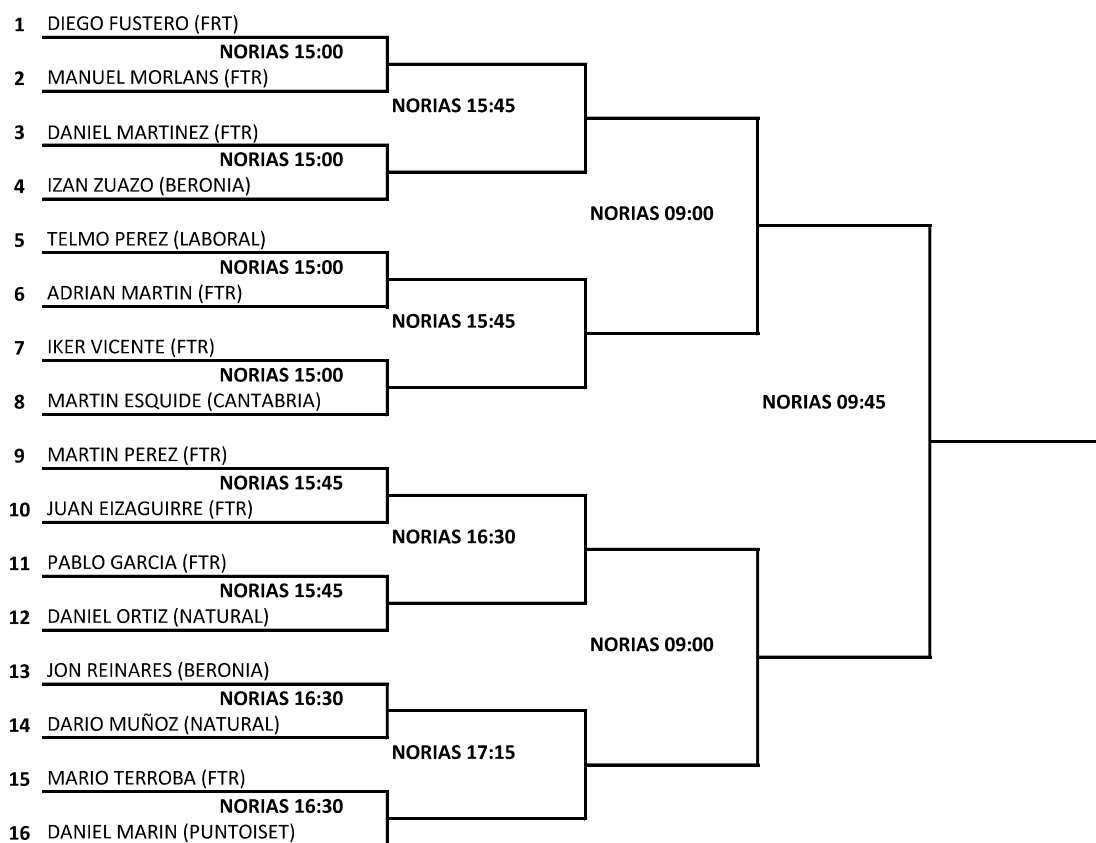 1 DIEGO FUSTERO (FRT)
NORIAS 15:00
2 MANUEL MORLANS (FTR)
NORIAS 15:45
3 DANIEL MARTINEZ (FTR)
NORIAS 15:00
4 IZAN ZUAZO (BERONIA)
NORIAS 09:00
5 TELMO PEREZ (LABORAL)
NORIAS 15:00
6 ADRIAN MARTIN (FTR)
NORIAS 15:45
7 IKER VICENTE (FTR)
NORIAS 15:00
8 MARTIN ESQUIDE (CANTABRIA)
NORIAS 09:45
9 MARTIN PEREZ (FTR)
NORIAS 15:45
10 JUAN EIZAGUIRRE (FTR)
NORIAS 16:30
11 PABLO GARCIA (FTR)
NORIAS 15:45
12 DANIEL ORTIZ (NATURAL)
NORIAS 09:00
13 JON REINARES (BERONIA)
NORIAS 16:30
14 DARIO MUÑOZ (NATURAL)
NORIAS 17:15
15 MARIO TERROBA (FTR)
NORIAS 16:30
16 DANIEL MARIN (PUNTOISET)